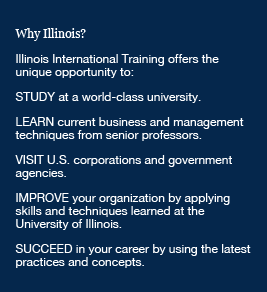 Why Illinois?
Illinois International Training offers the
unique opportunity to:
STUDY at a world-class university.
LEARN current business and management
techniques from senior professors.
VISIT U.S. corporations and government
agencies.
IMPROVE your organization by applying
skills and techniques learned at the
University of Illinois.
SUCCEED in your career by using the latest
practices and concepts.